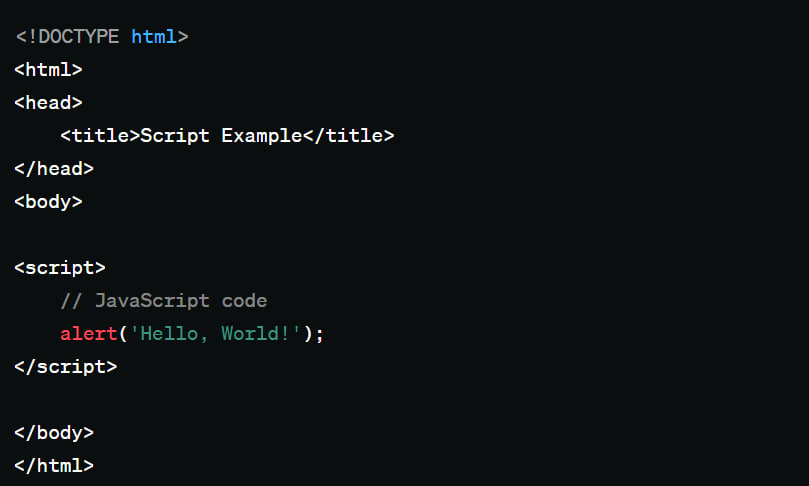 <!DOCTYPE html>
<html>
<head>
    <title>Script Example</title>
</head>
<body>

<script>
    // JavaScript code
    alert('Hello, World!');
</script>

</body>
</html>